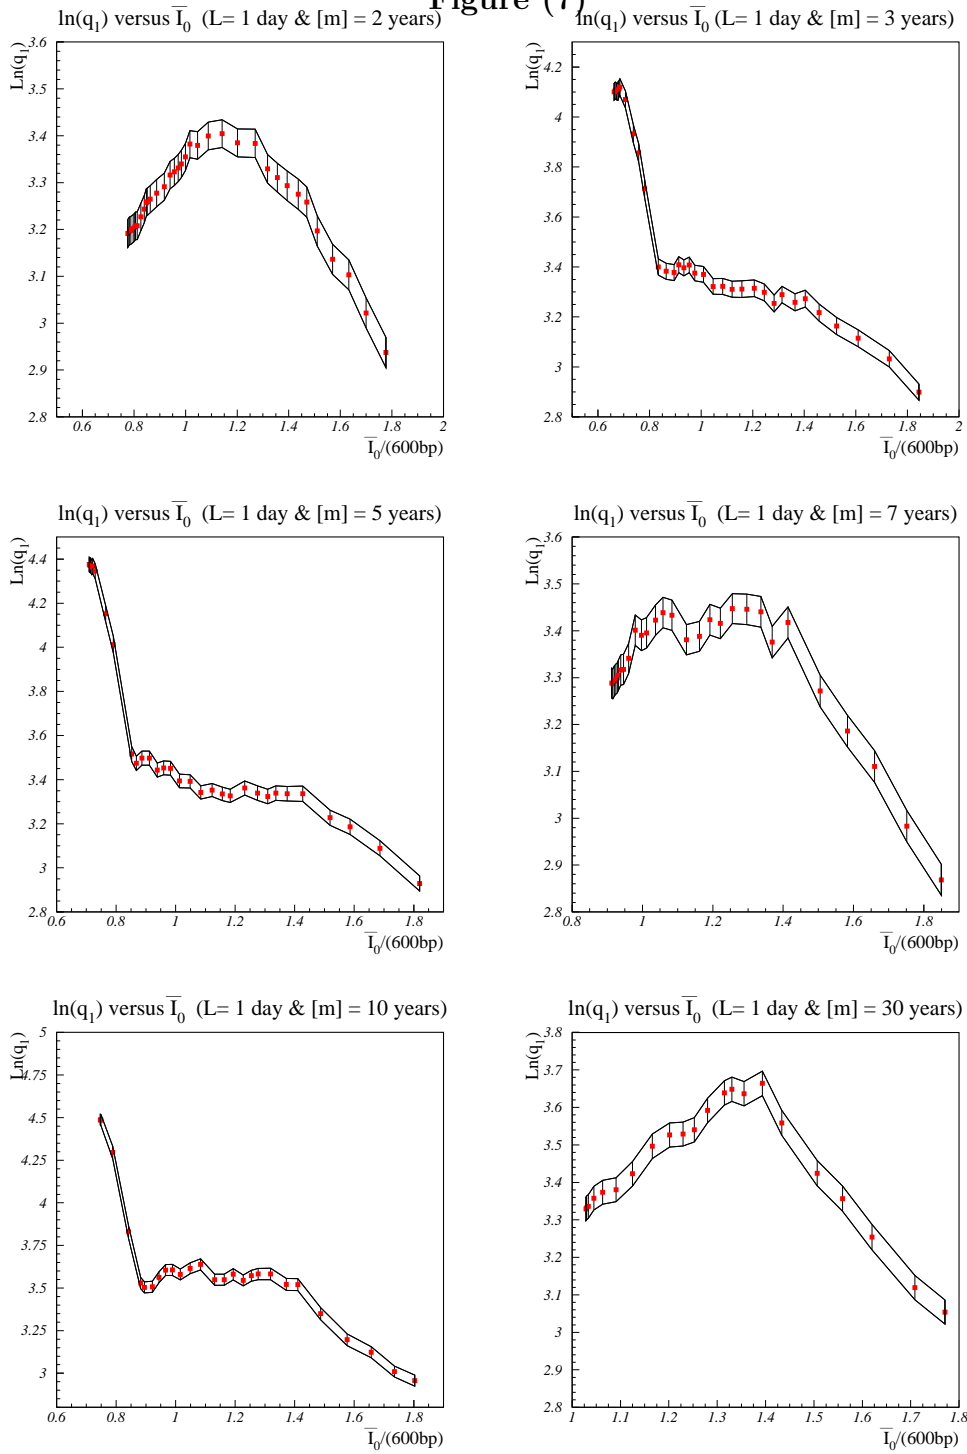 Figure (7)
ln(q1) versus I0 (L= 1 day & [m] = 2 years)
Ln(q1)
3.6
3.5
3.4
3.3
3.2
3.1
3
2.9
2.8
0.6 0.8 1 1.2 1.4 1.6 1.8 2
I0/(600bp)
ln(q1) versus I0 (L= 1 day & [m] = 3 years)
Ln(q1)
4.2
4
3.8
3.6
3.4
3.2
3
2.8
0.6 0.8 1 1.2 1.4 1.6 1.8 2
I0/(600bp)
ln(q1) versus I0 (L= 1 day & [m] = 5 years)
Ln(q1)
4.4
4.2
4
3.8
3.6
3.4
3.2
3
2.8
0.6 0.8 1 1.2 1.4 1.6 1.8
I0/(600bp)
ln(q1) versus I0 (L= 1 day & [m] = 7 years)
Ln(q1)
3.6
3.5
3.4
3.3
3.2
3.1
3
2.9
2.8
0.8 1 1.2 1.4 1.6 1.8
I0/(600bp)
ln(q1) versus I0 (L= 1 day & [m] = 10 years)
Ln(q1)
5
4.75
4.5
4.25
4
3.75
3.5
3.25
3
0.6 0.8 1 1.2 1.4 1.6 1.8
I0/(600bp)
ln(q1) versus I0 (L= 1 day & [m] = 30 years)
Ln(q1)
3.8
3.7
3.6
3.5
3.4
3.3
3.2
3.1
3
2.9
2.8
1 1.1 1.2 1.3 1.4 1.5 1.6 1.7 1.8
I0/(600bp)